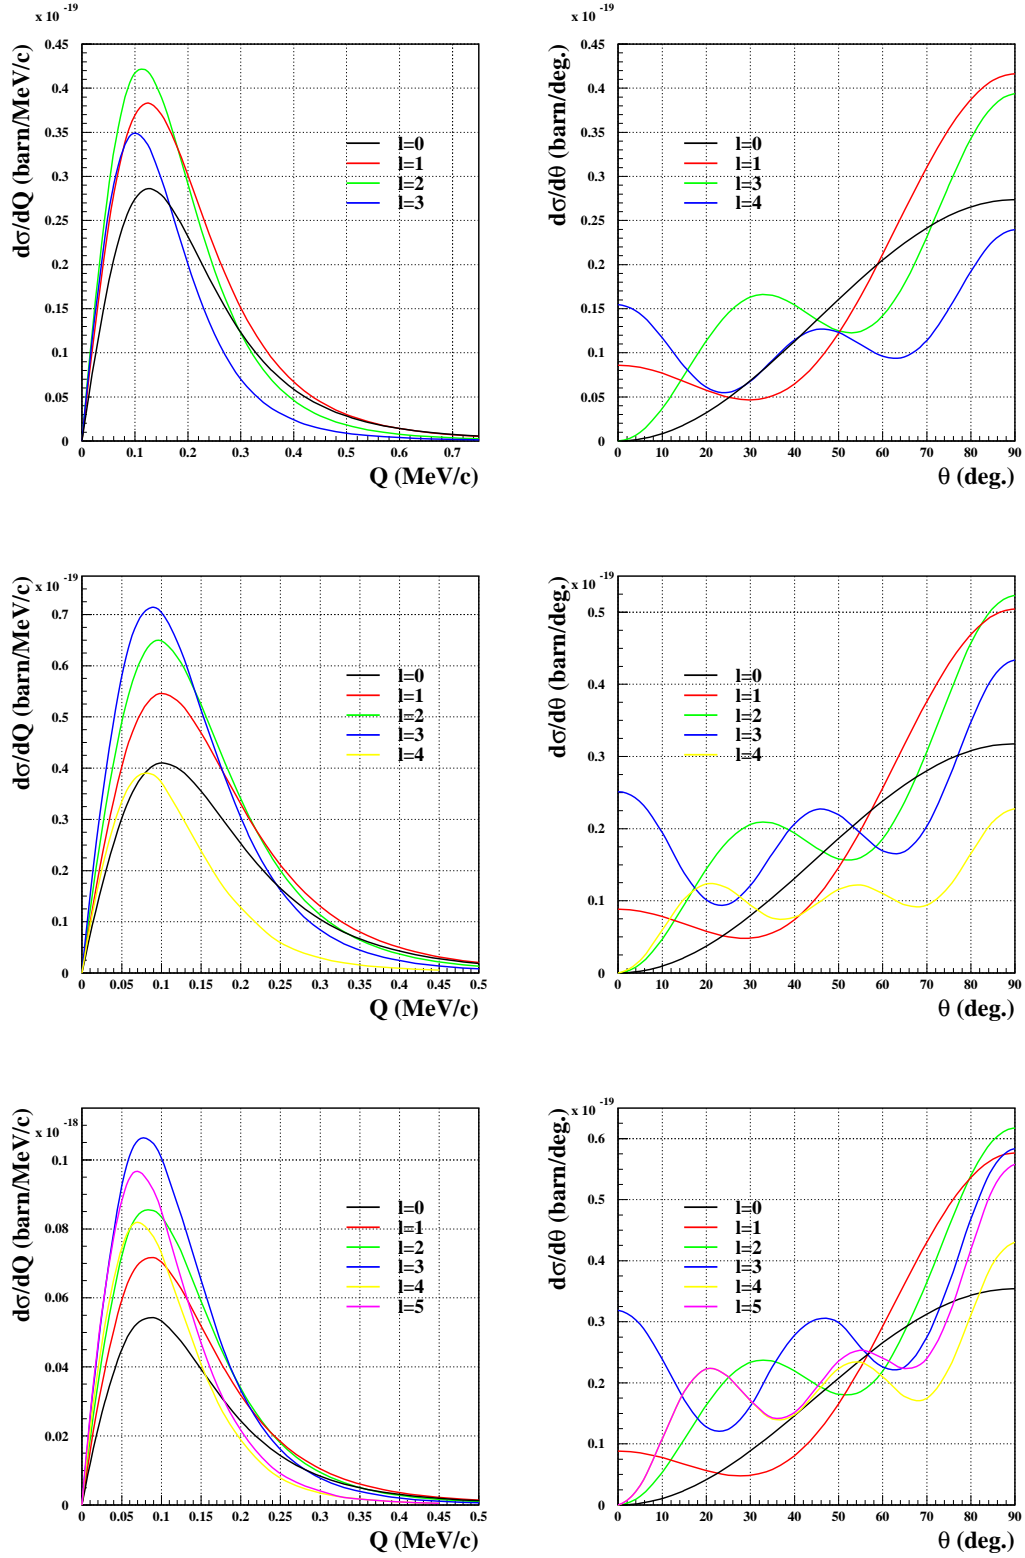 x 10 -19
dσ/dQ (barn/MeV/c)
0.45
0.4
0.35
0.3
0.25
0.2
0.15
0.1
0.05
0
l=0
l=1
l=2
l=3
0 0.1 0.2 0.3 0.4 0.5 0.6 0.7
Q (MeV/c)
x 10 -19
dσ/dθ (barn/deg.)
0.45
0.4
0.35
0.3
0.25
0.2
0.15
0.1
0.05
0
l=0
l=1
l=3
l=4
0 10 20 30 40 50 60 70 80 90
θ (deg.)
x 10 -19
dσ/dQ (barn/MeV/c)
0.7
0.6
0.5
0.4
0.3
0.2
0.1
0
l=0
l=1
l=2
l=3
l=4
0 0.05 0.1 0.15 0.2 0.25 0.3 0.35 0.4 0.45 0.5
Q (MeV/c)
x 10 -19
dσ/dθ (barn/deg.)
0.5
0.4
0.3
0.2
0.1
0
l=0
l=1
l=2
l=3
l=4
0 10 20 30 40 50 60 70 80 90
θ (deg.)
x 10 -18
dσ/dQ (barn/MeV/c)
0.1
0.08
0.06
0.04
0.02
0
l=0
l=1
l=2
l=3
l=4
l=5
0 0.05 0.1 0.15 0.2 0.25 0.3 0.35 0.4 0.45 0.5
Q (MeV/c)
x 10 -19
dσ/dθ (barn/deg.)
0.6
0.5
0.4
0.3
0.2
0.1
0
l=0
l=1
l=2
l=3
l=4
l=5
0 10 20 30 40 50 60 70 80 90
θ (deg.)